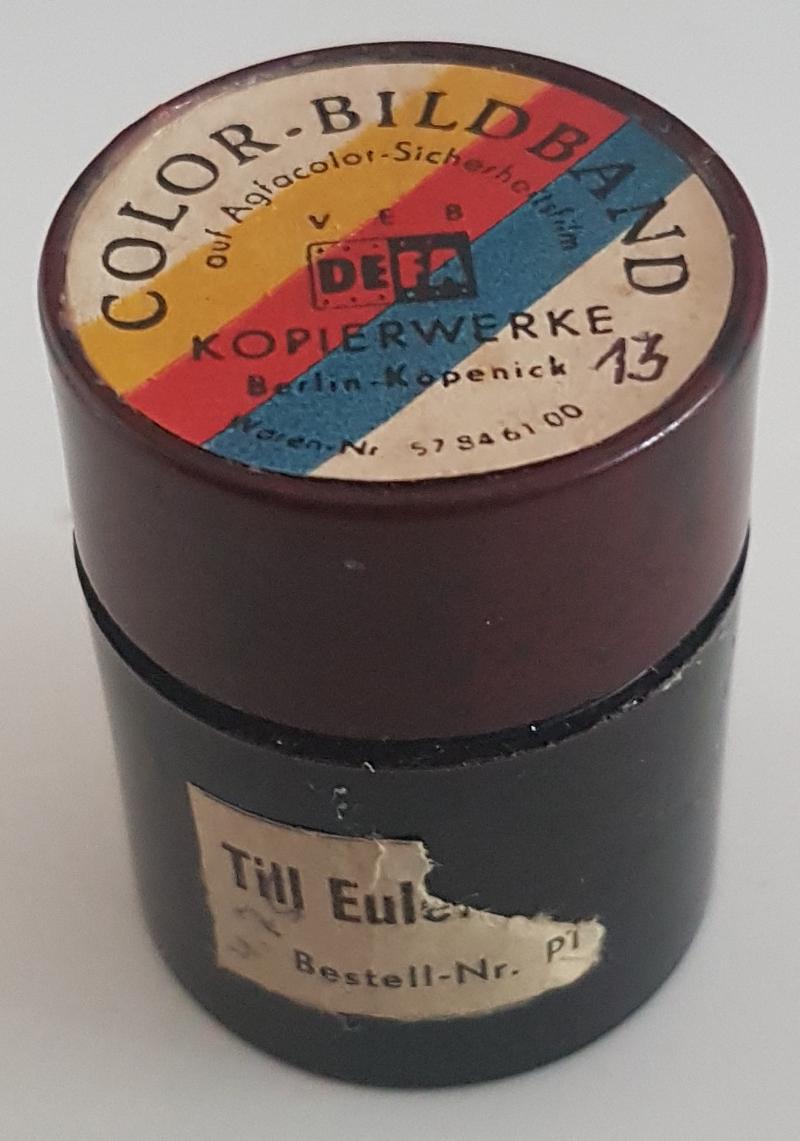 COLOR-BILDBAND
auf Agfacolor-Sicherheitsfilm
VEB
DEFA
KOPIERWERKE
Berlin-Köpenick
13
Waren-Nr 57 84 61 00
Till Eule
Bestell-Nr. P1